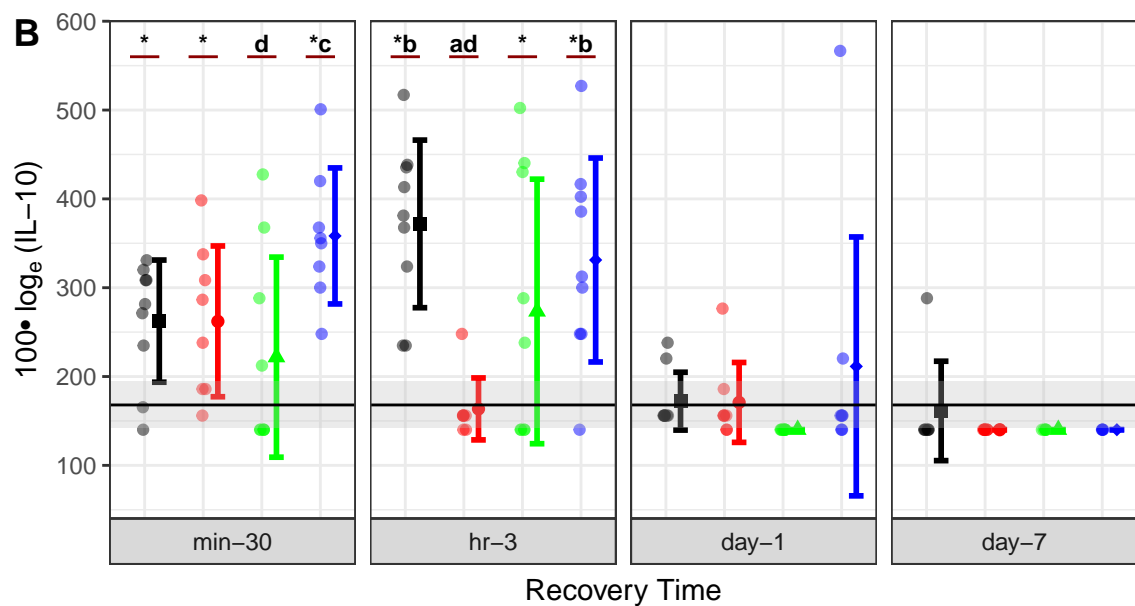 B
600
500
400
300
200
100
100• logₑ (IL−10)
* * d *c
*b ad * *b
min−30 hr−3 day−1 day−7
Recovery Time